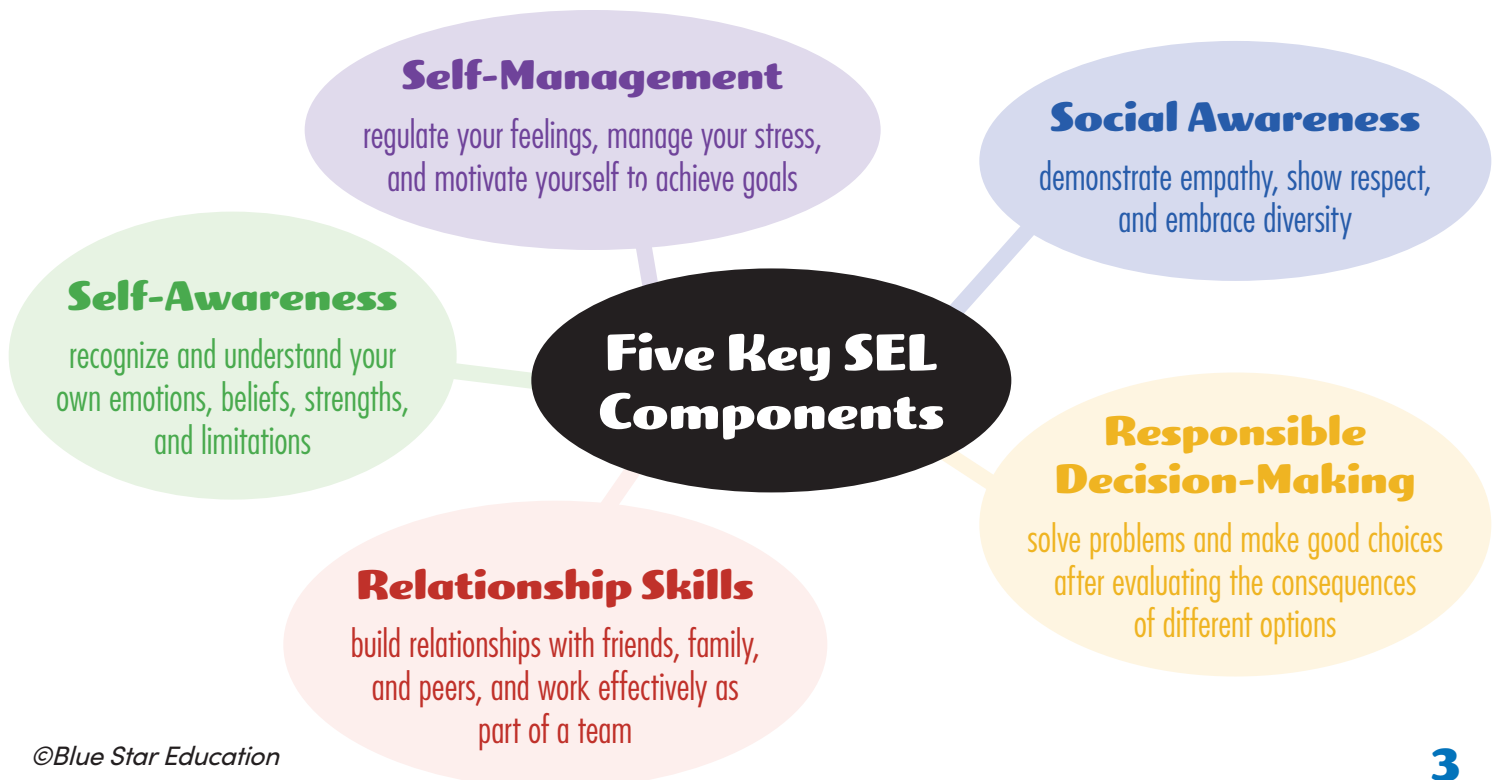 Self-Management
regulate your feelings, manage your stress,
and motivate yourself to achieve goals
Social Awareness
demonstrate empathy, show respect,
and embrace diversity
Self-Awareness
recognize and understand your
own emotions, beliefs, strengths,
and limitations
Five Key SEL
Components
Responsible
Decision-Making
solve problems and make good choices
after evaluating the consequences
of different options
Relationship Skills
build relationships with friends, family,
and peers, and work effectively as
part of a team
©Blue Star Education
3